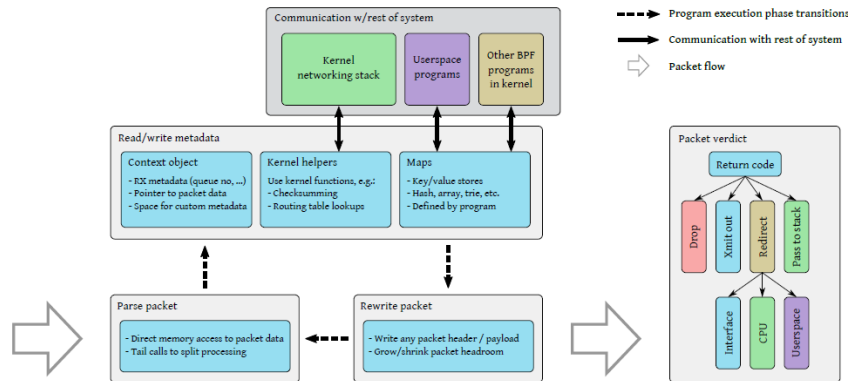 Communication w/rest of system
Kernel
networking stack
Userspace
programs
Other BPF
programs
in kernel
Program execution phase transitions
Communication with rest of system
Packet flow
Read/write metadata
Context object
- RX metadata (queue no, ...)
- Pointer to packet data
- Space for custom metadata
Kernel helpers
Use kernel functions, e.g.:
- Checksumming
- Routing table lookups
Maps
- Key/value stores
- Hash, array, trie, etc.
- Defined by program
Parse packet
- Direct memory access to packet data
- Tail calls to split processing
Rewrite packet
- Write any packet header / payload
- Grow/shrink packet headroom
Packet verdict
Return code
Drop
Xmit out
Redirect
Pass to stack
Interface
CPU
Userspace